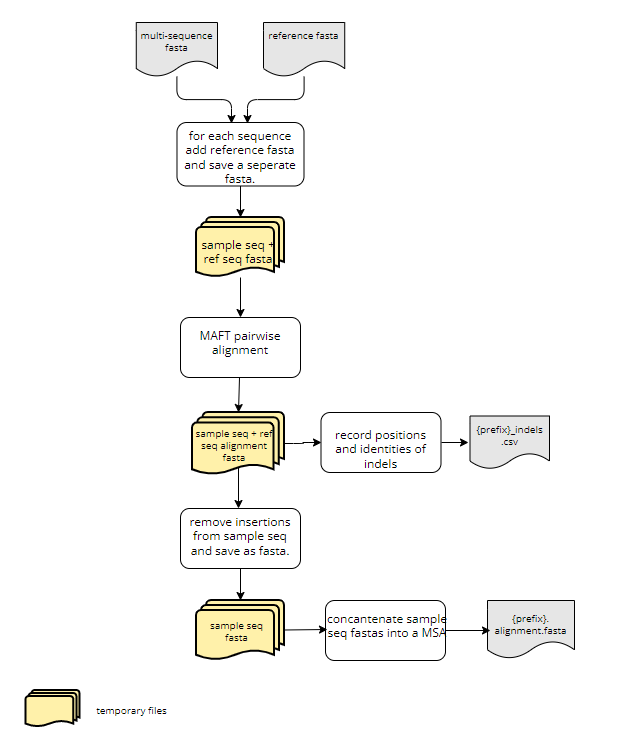 multi-sequence
fasta
reference fasta
for each sequence
add reference fasta
and save a seperate
fasta.
sample seq +
ref seq fasta
MAFT pairwise
alignment
sample seq + ref
seq alignment
fasta
record positions
and identities of
indels
{prefix}_indels
.csv
remove insertions
from sample seq
and save as fasta.
sample seq
fasta
concantenate sample
seq fastas into a MSA
{prefix}.
alignment.fasta
temporary files